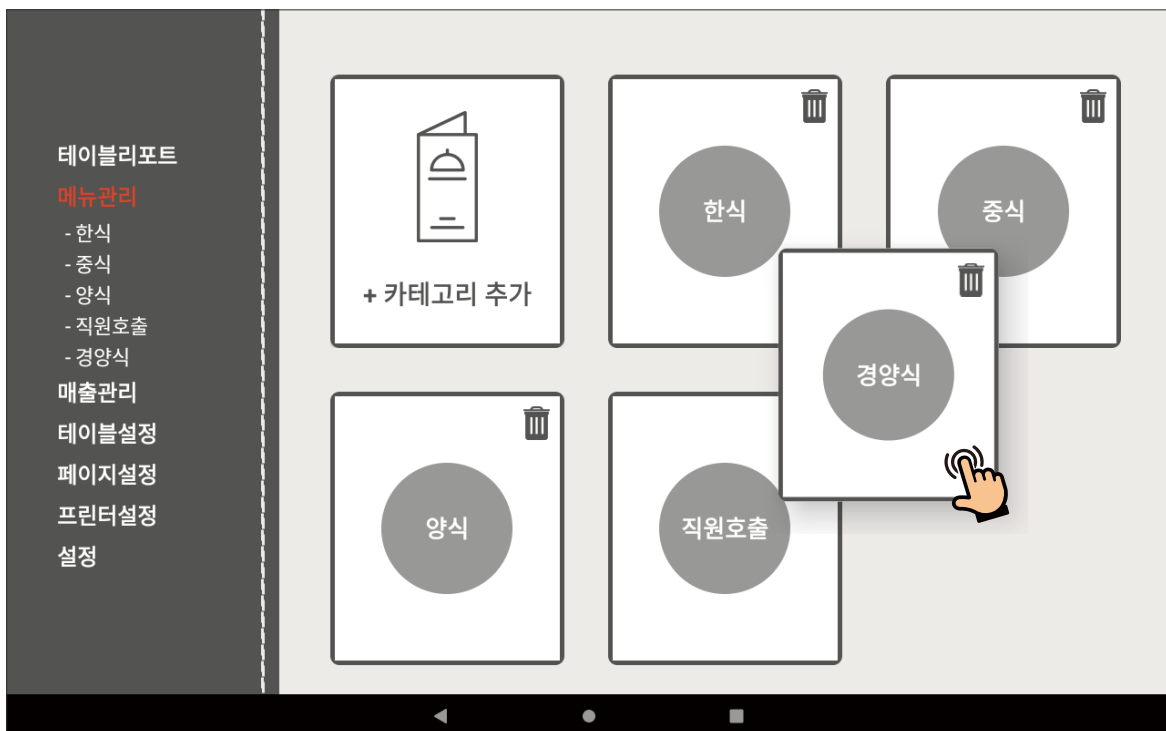 테이블리포트
메뉴관리
- 한식
- 중식
- 양식
- 직원호출
- 경양식
매출관리
테이블설정
페이지설정
프린터설정
설정
+ 카테고리 추가
한식
중식
경양식
양식
직원호출